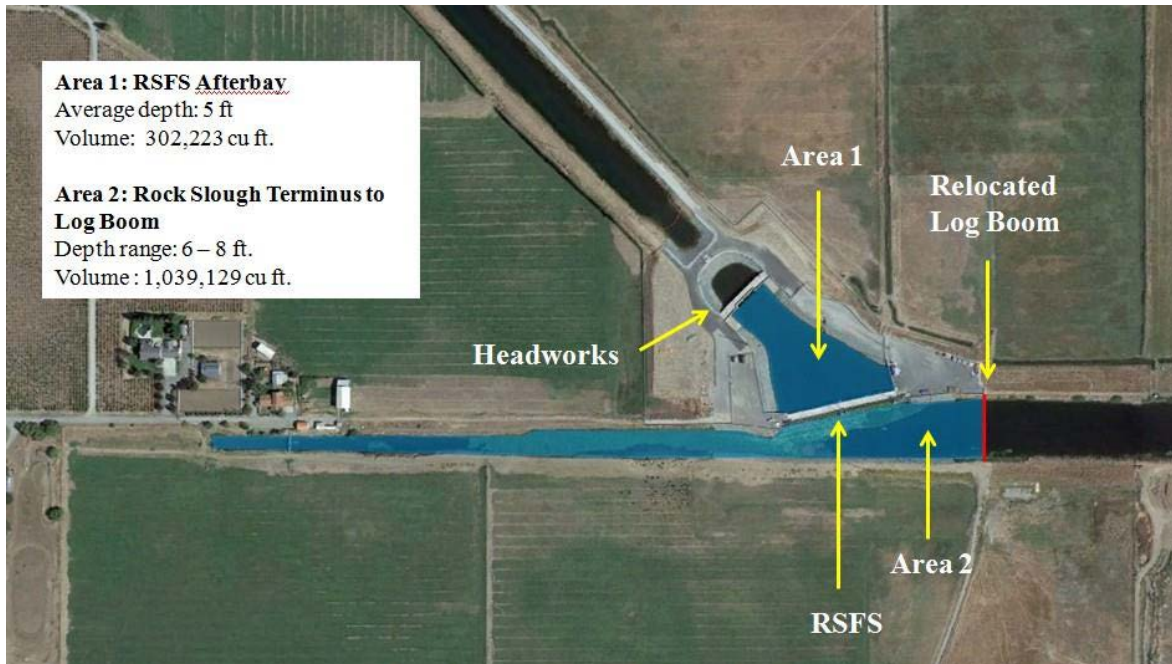 Area 1: RSFS Afterbay
Average depth: 5 ft
Volume: 302,223 cu ft.
Area 2: Rock Slough Terminus to
Log Boom
Depth range: 6 – 8 ft.
Volume : 1,039,129 cu ft.
Area 1
Relocated
Log Boom
Headworks
Area 2
RSFS